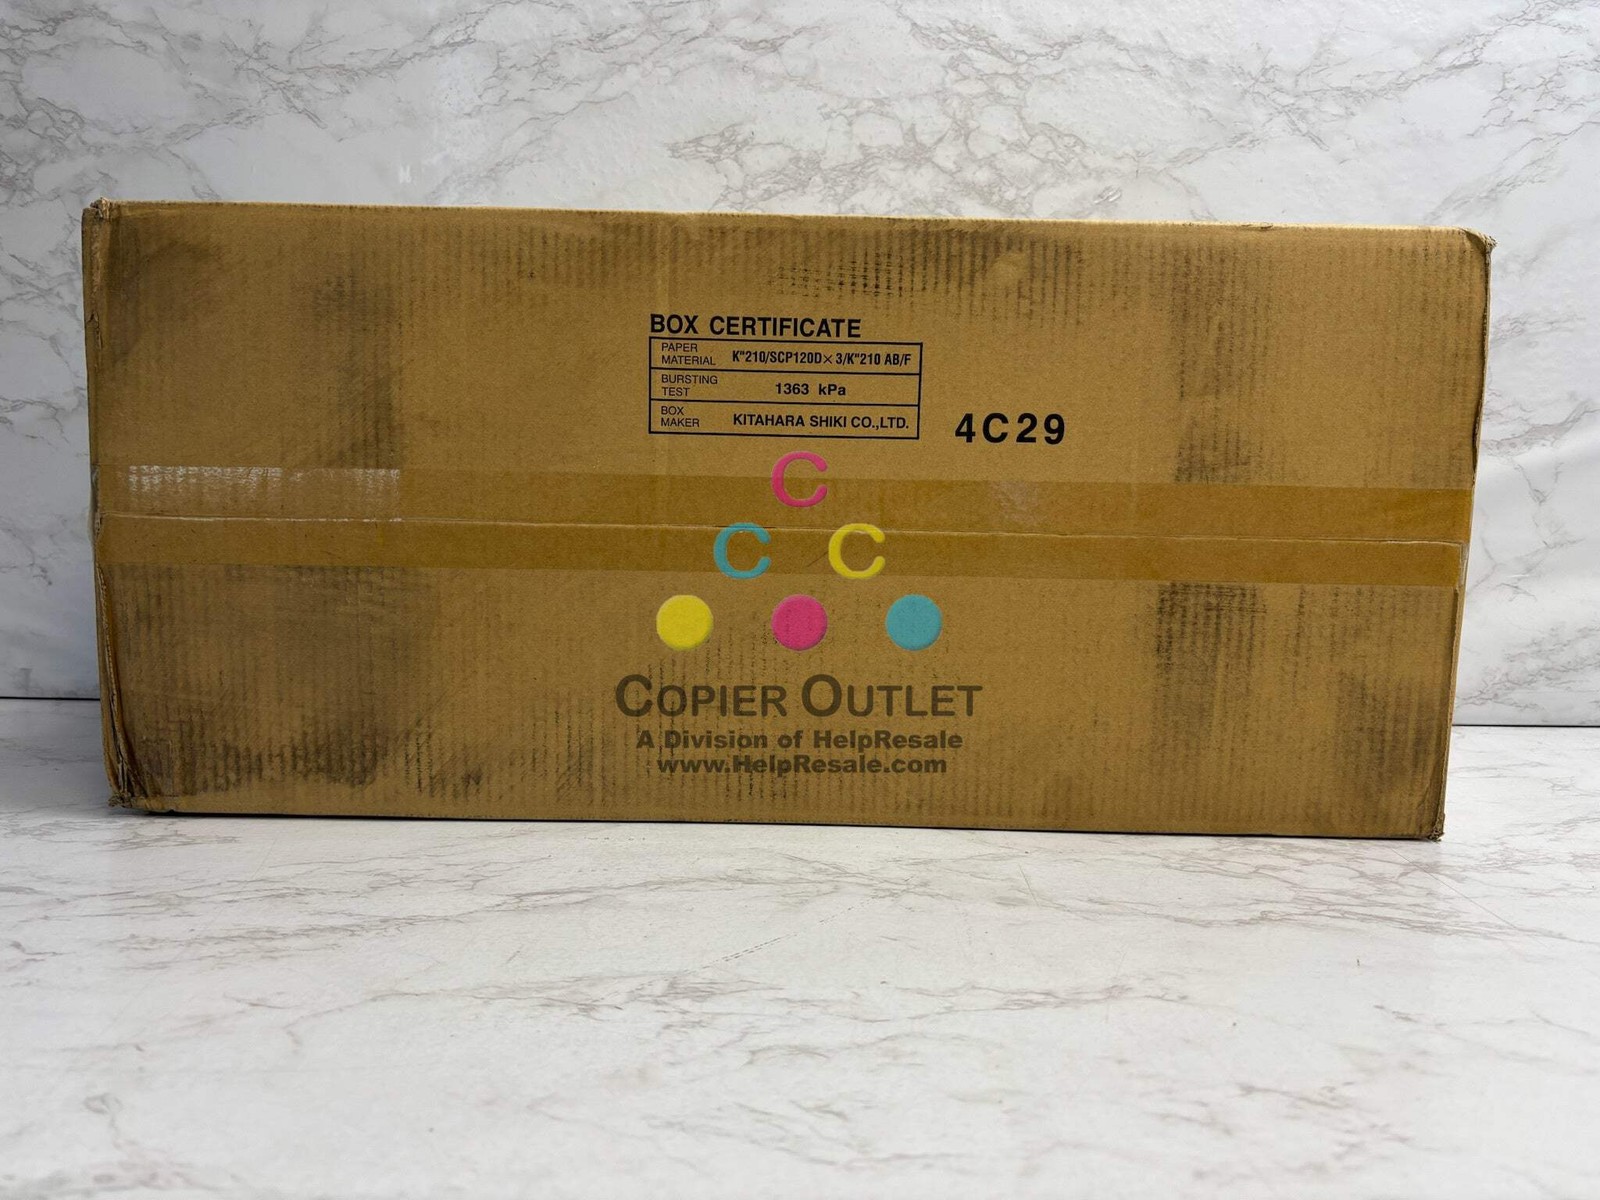 BOX CERTIFICATE
PAPER MATERIAL K"210/SCP120D×3/K"210 AB/F
BURSTING TEST 1363 kPa
BOX MAKER KITAHARA SHIKI CO.,LTD.
4C29
C
C C
COPIER OUTLET
A Division of HelpResale
www.HelpResale.com